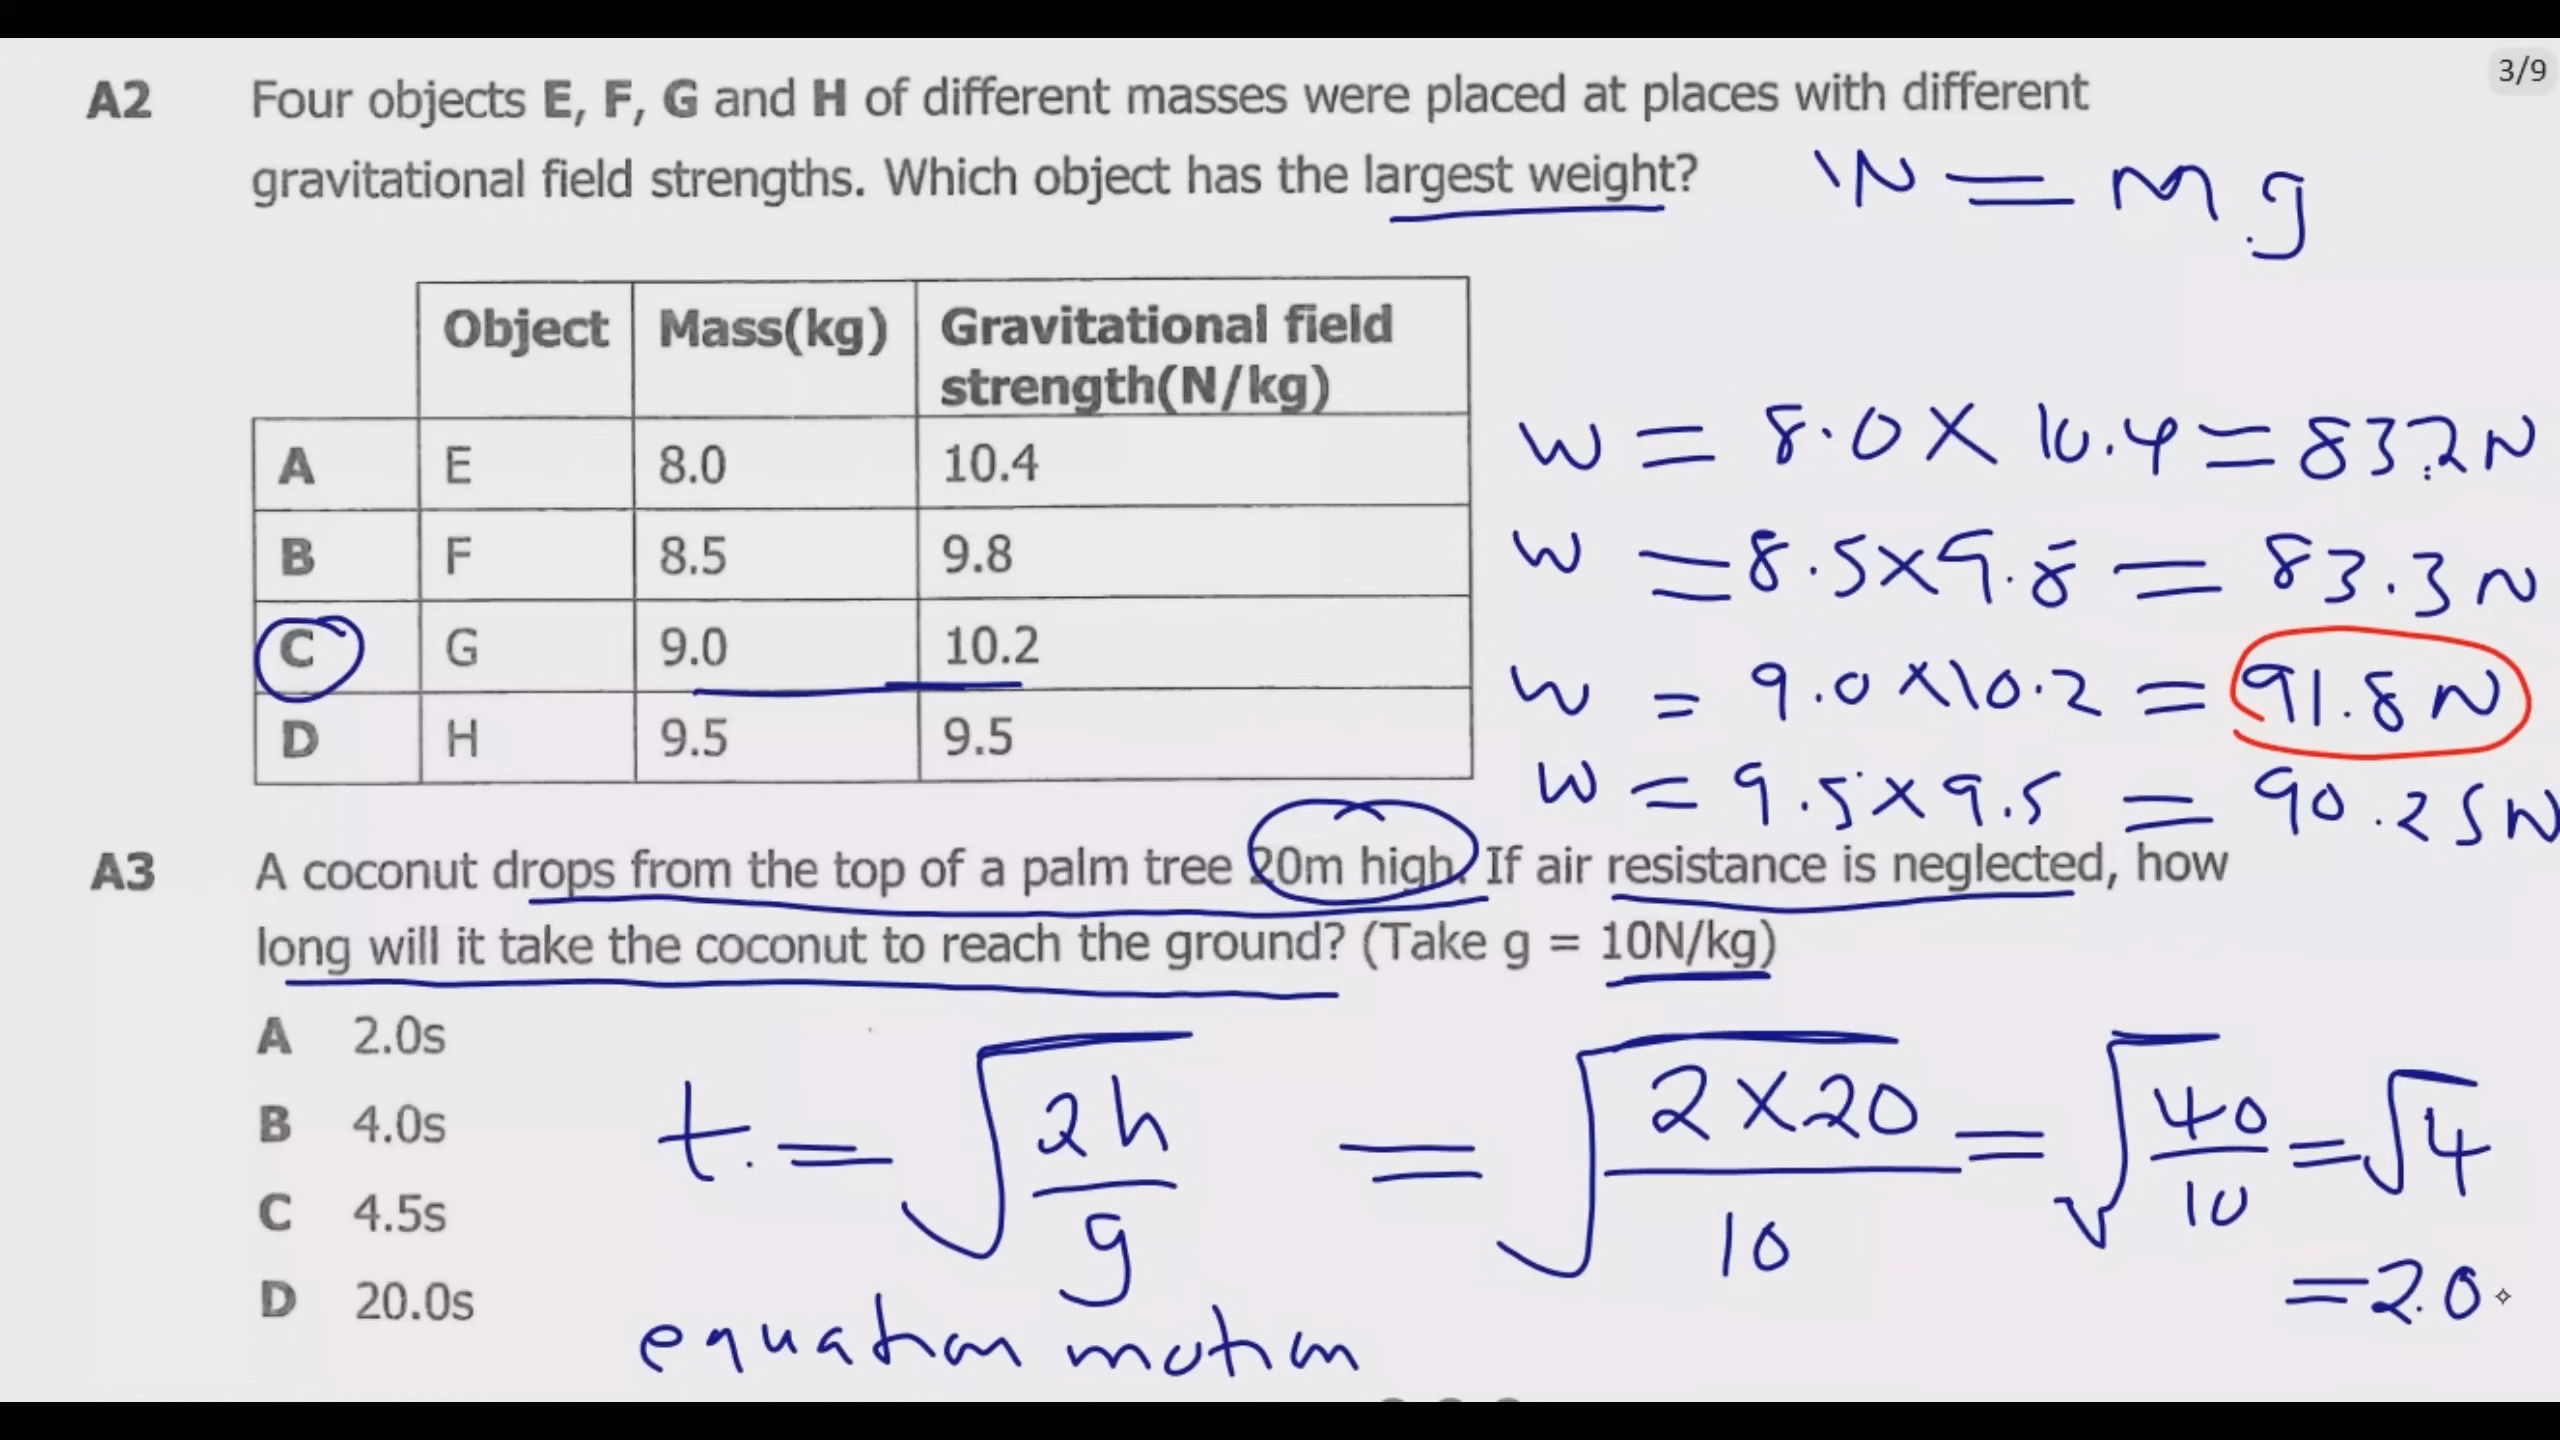 3/9
A2 Four objects E, F, G and H of different masses were placed at places with different
gravitational field strengths. Which object has the largest weight?
W = mg
Object Mass(kg) Gravitational field
strength(N/kg)
A E 8.0 10.4
W = 8.0 × 10.4 = 83.2N
B F 8.5 9.8
W = 8.5 × 9.8 = 83.3N
C G 9.0 10.2
W = 9.0 × 10.2 = 91.8N
D H 9.5 9.5
W = 9.5 × 9.5 = 90.25N
A3 A coconut drops from the top of a palm tree 20m high. If air resistance is neglected, how
long will it take the coconut to reach the ground? (Take g = 10N/kg)
A 2.0s
B 4.0s
C 4.5s
D 20.0s
t = √(2h/g) = √(2×20/10) = √(40/10) = √4
= 2.0
equation motion